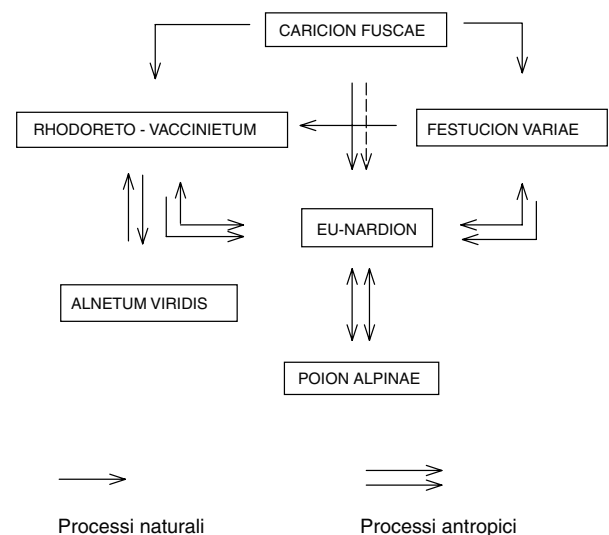 CARICION FUSCAE
RHODORETO - VACCINIETUM
FESTUCION VARIAE
EU-NARDION
ALNETUM VIRIDIS
POION ALPINAE
Processi naturali
Processi antropici